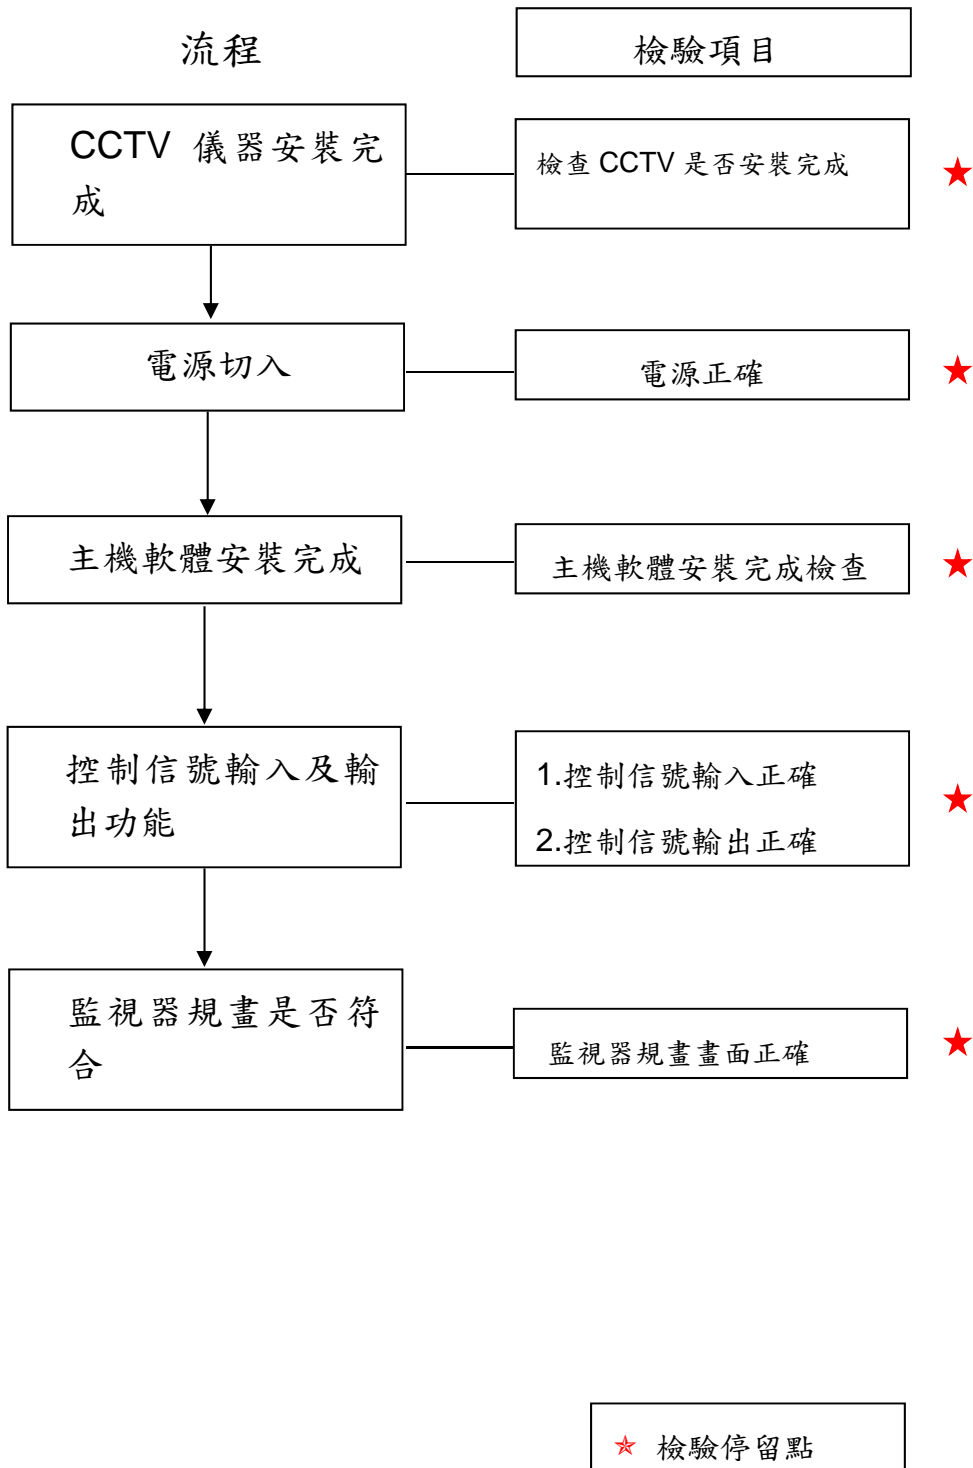 流程
檢驗項目
CCTV 儀器安裝完
成
檢查 CCTV 是否安裝完成
★
電源切入
電源正確
★
主機軟體安裝完成
主機軟體安裝完成檢查
★
控制信號輸入及輸
出功能
1.控制信號輸入正確
2.控制信號輸出正確
★
監視器規畫是否符
合
監視器規畫畫面正確
★
★ 檢驗停留點